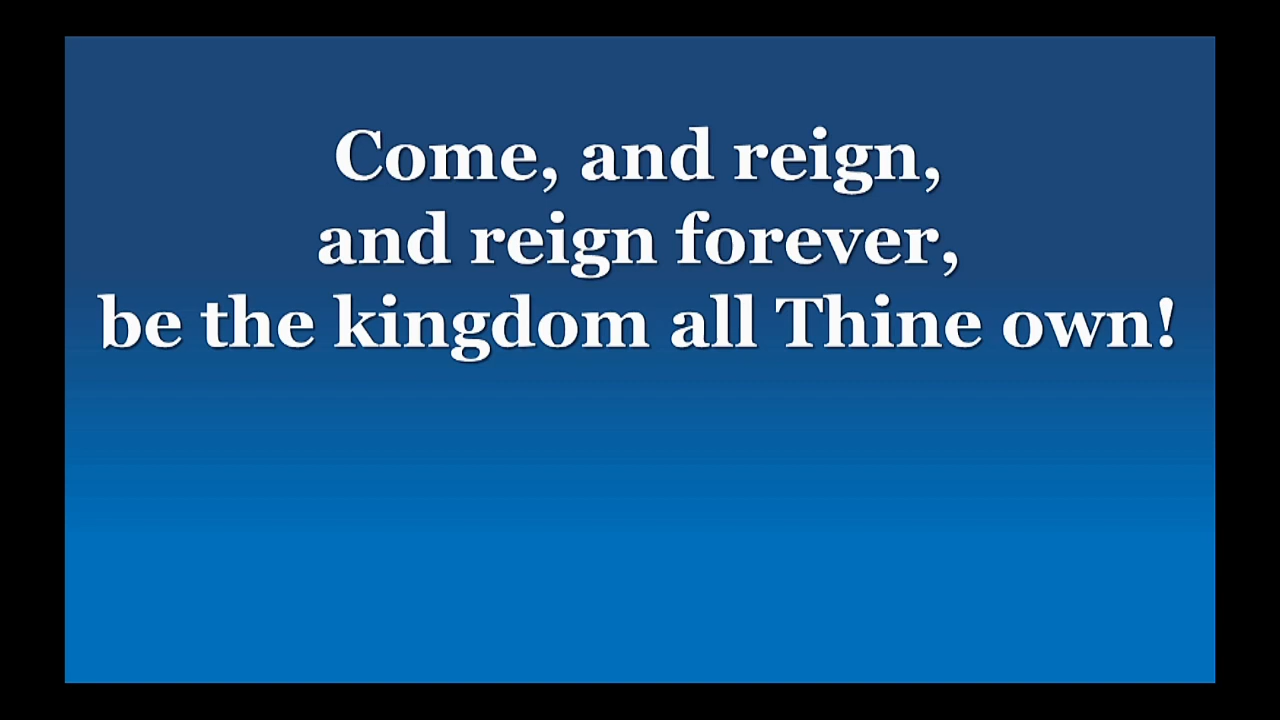 Come, and reign,
and reign forever,
be the kingdom all Thine own!